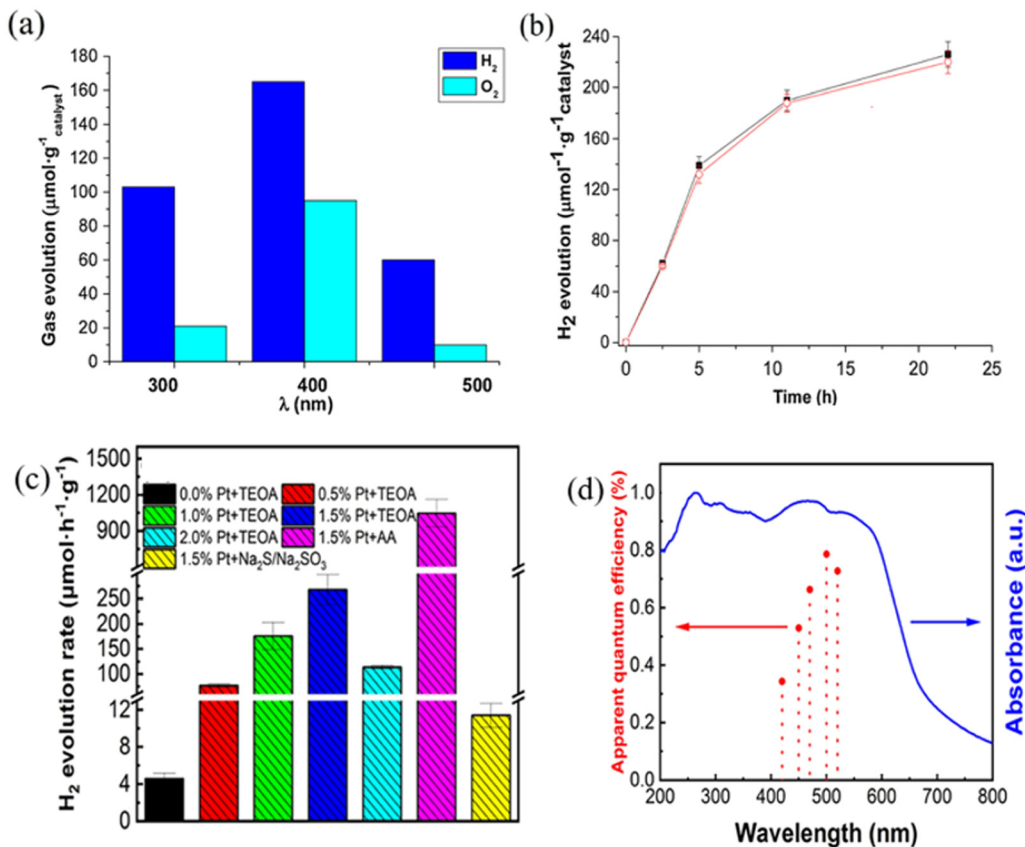 (a)
H₂
O₂
Gas evolution (μmol·g⁻¹catalyst)
180
160
140
120
100
80
60
40
20
0
300
400
500
λ (nm)
(b)
H₂ evolution (μmol⁻¹·g⁻¹catalyst
240
200
160
120
80
40
0
0
5
10
15
20
25
Time (h)
(c)
H₂ evolution rate (μmol·h⁻¹·g⁻¹)
1500
1200
1050
900
250
200
150
100
12
8
4
0
0.0% Pt+TEOA
0.5% Pt+TEOA
1.0% Pt+TEOA
1.5% Pt+TEOA
2.0% Pt+TEOA
1.5% Pt+AA
1.5% Pt+Na₂S/Na₂SO₃
(d)
Apparent quantum efficiency (%)
1.0
0.8
0.6
0.4
0.2
0.0
200
300
400
500
600
700
800
Wavelength (nm)
Absorbance (a.u.)